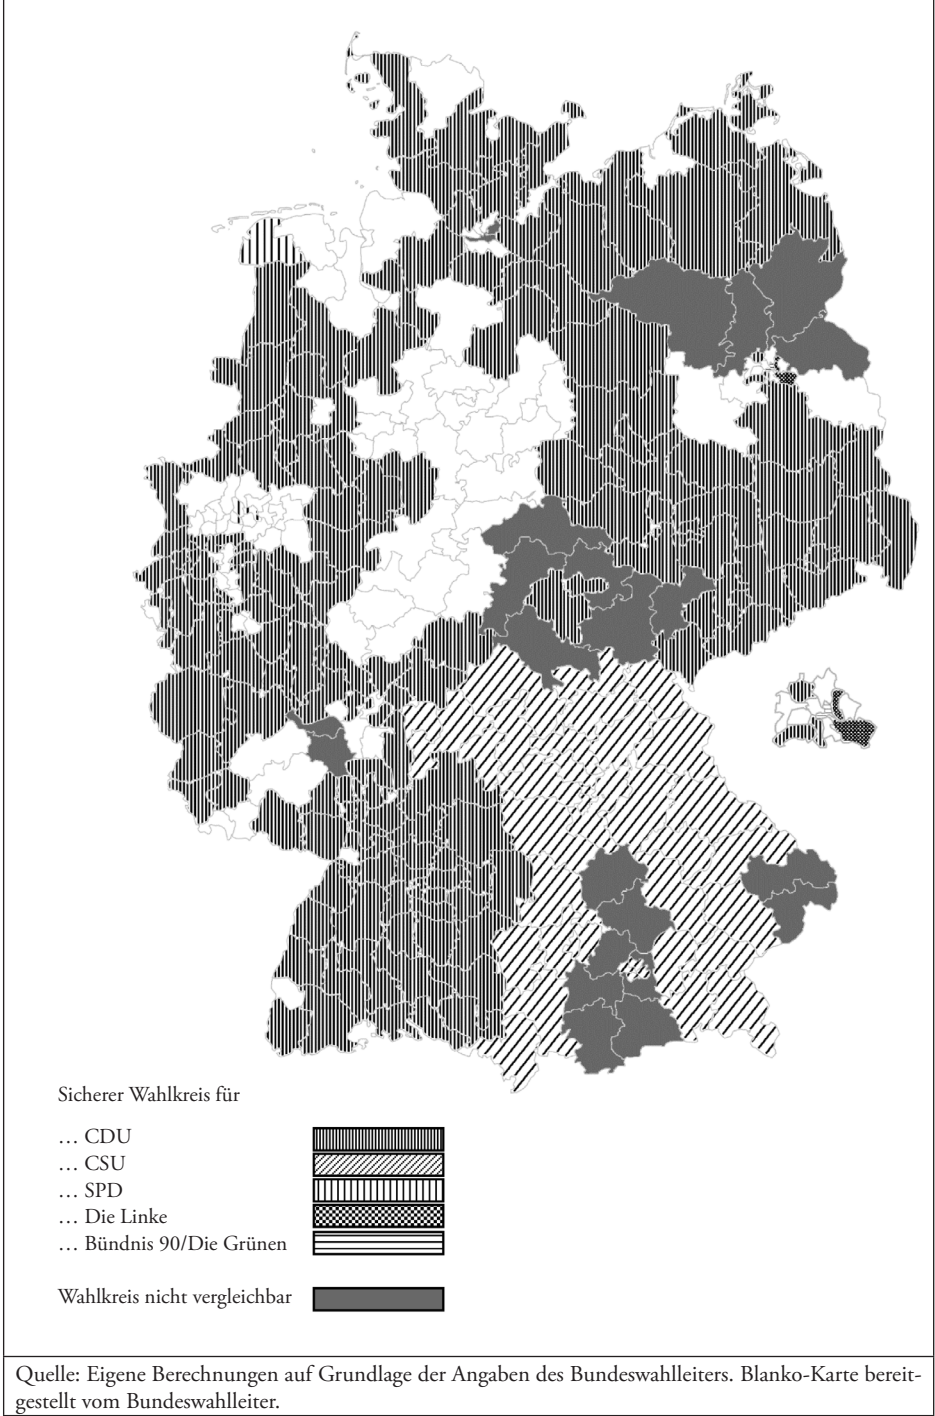 Sicherer Wahlkreis für
… CDU
… CSU
… SPD
… Die Linke
… Bündnis 90/Die Grünen
Wahlkreis nicht vergleichbar
Quelle: Eigene Berechnungen auf Grundlage der Angaben des Bundeswahlleiters. Blanko-Karte bereit-
gestellt vom Bundeswahlleiter.